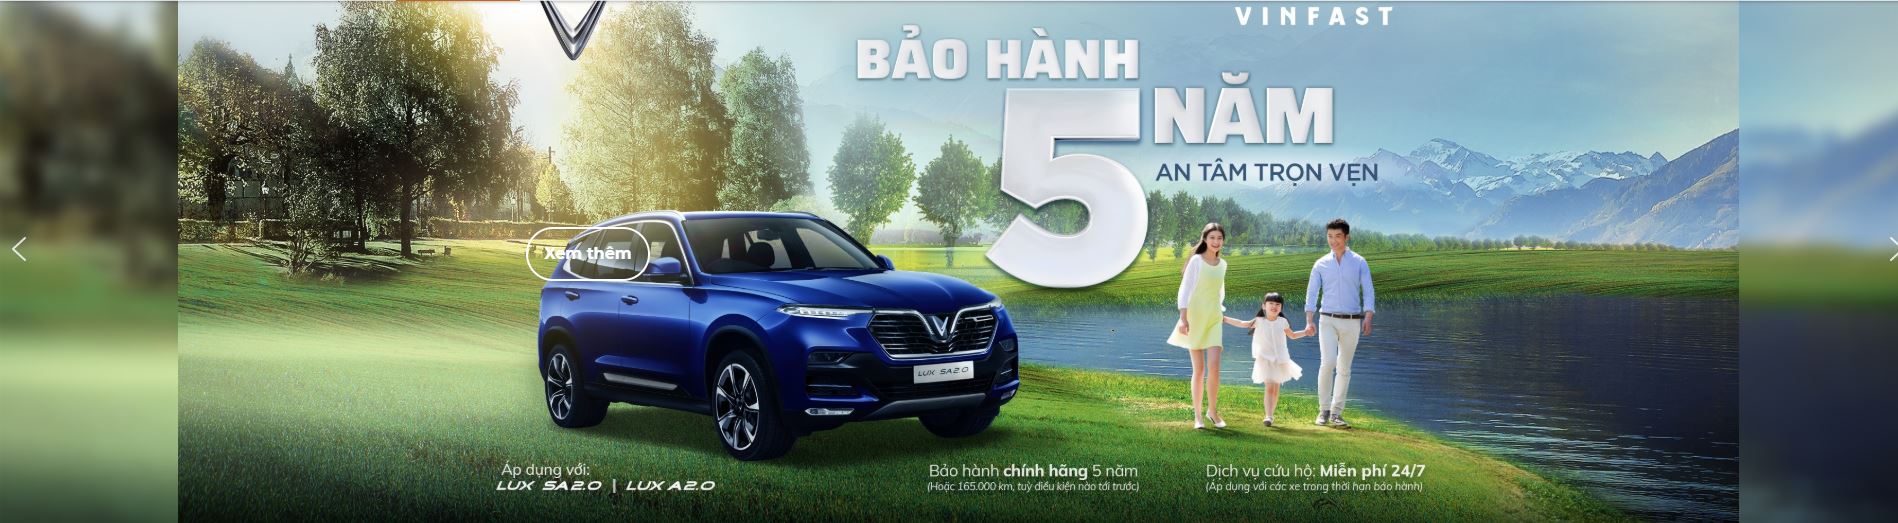 VINFAST
BẢO HÀNH
5 NĂM
AN TÂM TRỌN VẸN
Xem thêm
LUX SA2.0
Áp dụng với:
LUX SA2.0 | LUX A2.0
Bảo hành chính hãng 5 năm
(Hoặc 165.000 km, tuỳ điều kiện nào tới trước)
Dịch vụ cứu hộ: Miễn phí 24/7
(Áp dụng với các xe trong thời hạn bảo hành)